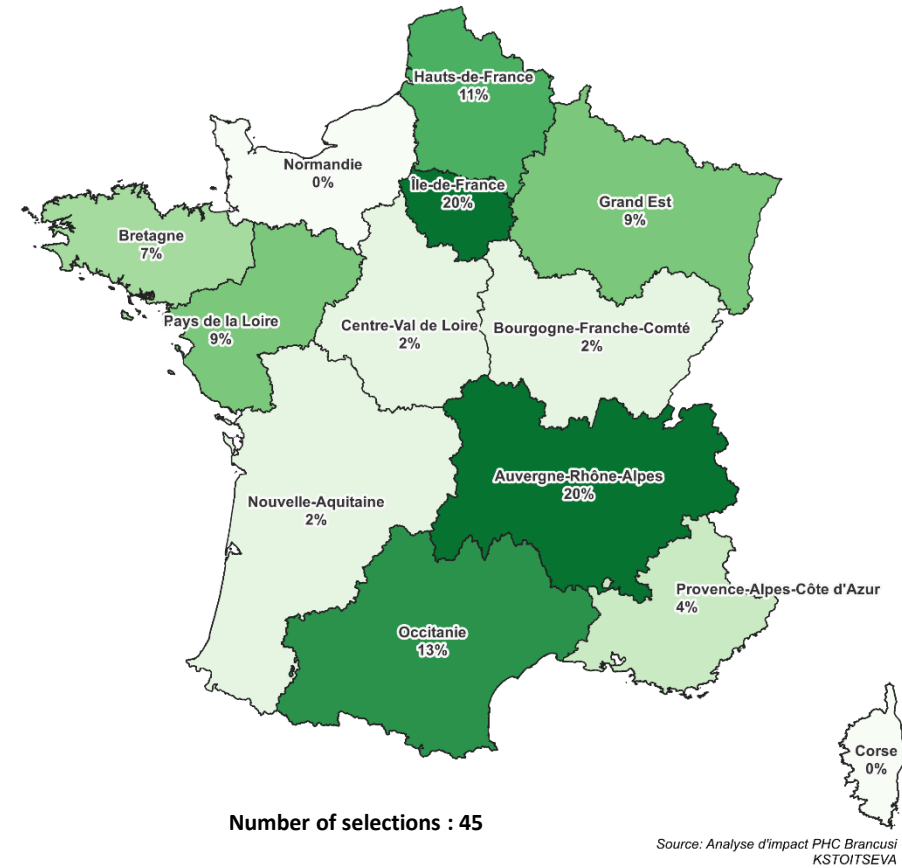 Hauts-de-France
11%
Normandie
0%
Île-de-France
20%
Grand Est
9%
Bretagne
7%
Pays de la Loire
9%
Centre-Val de Loire
2%
Bourgogne-Franche-Comté
2%
Auvergne-Rhône-Alpes
20%
Nouvelle-Aquitaine
2%
Provence-Alpes-Côte d'Azur
4%
Occitanie
13%
Corse
0%
Number of selections : 45
Source: Analyse d'impact PHC Brancusi
KSTOITSEVA